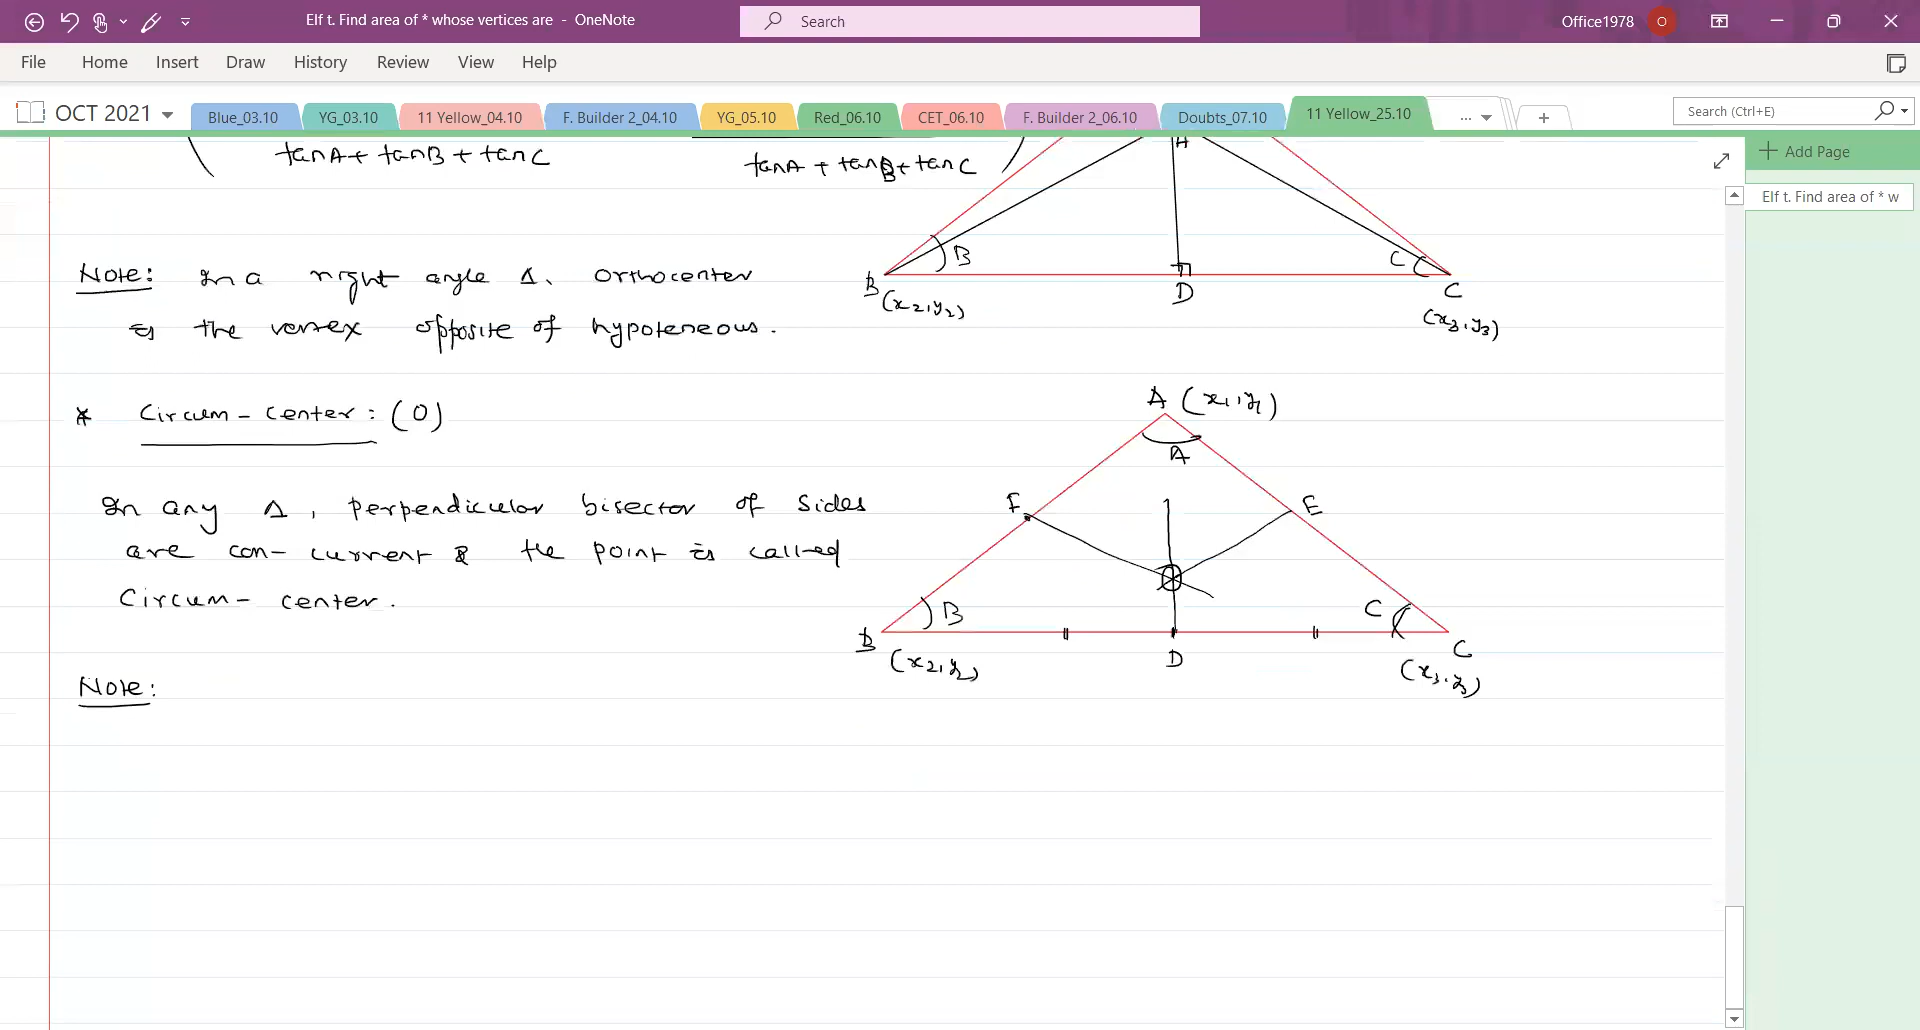 Elf t. Find area of * whose vertices are - OneNote
Search
Office1978
O
File Home Insert Draw History Review View Help
OCT 2021
Blue_03.10
YG_03.10
11 Yellow_04.10
F. Builder 2_04.10
YG_05.10
Red_06.10
CET_06.10
F. Builder 2_06.10
Doubts_07.10
11 Yellow_25.10
...
Search (Ctrl+E)
Add Page
Elf t. Find area of * w
tanA + tanB + tanC
tanA + tanB + tanC
H
B
C
B
(x2,y2)
D
C
(x3,y3)
Note: In a right angle Δ, orthocenter
is the vertex opposite of hypoteneous.
* Circum-center: (O)
In any Δ, perpendicular bisector of sides
are con-current & the point is called
Circum-center.
A (x1,y1)
A
F
E
O
B
C
B
(x2,y2)
D
C
(x3,y3)
Note: